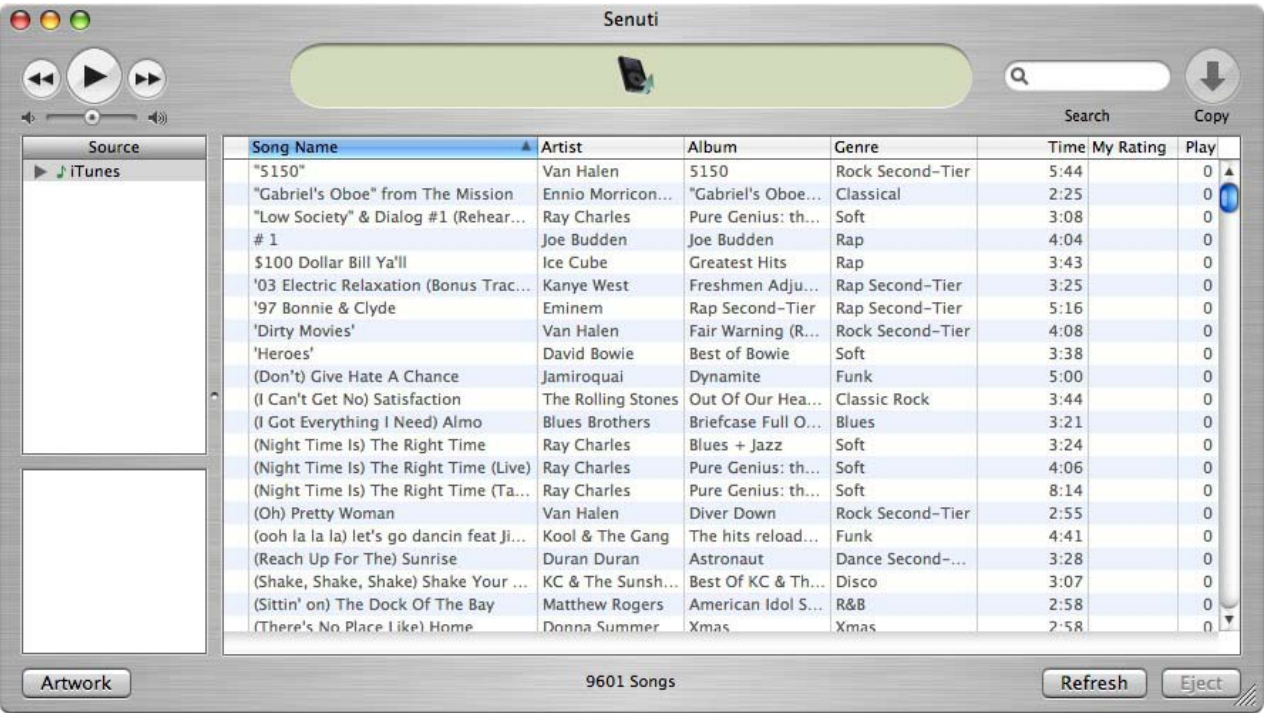 Senuti
Search
Copy
Source
iTunes
Song Name Artist Album Genre Time My Rating Play
"5150" Van Halen 5150 Rock Second-Tier 5:44 0
"Gabriel's Oboe" from The Mission Ennio Morricon... "Gabriel's Oboe... Classical 2:25 0
"Low Society" & Dialog #1 (Rehear... Ray Charles Pure Genius: th... Soft 3:08 0
# 1 Joe Budden Joe Budden Rap 4:04 0
$100 Dollar Bill Ya'll Ice Cube Greatest Hits Rap 3:43 0
'03 Electric Relaxation (Bonus Trac... Kanye West Freshmen Adju... Rap Second-Tier 3:25 0
'97 Bonnie & Clyde Eminem Rap Second-Tier Rap Second-Tier 5:16 0
'Dirty Movies' Van Halen Fair Warning (R... Rock Second-Tier 4:08 0
'Heroes' David Bowie Best of Bowie Soft 3:38 0
(Don't) Give Hate A Chance Jamiroquai Dynamite Funk 5:00 0
(I Can't Get No) Satisfaction The Rolling Stones Out Of Our Hea... Classic Rock 3:44 0
(I Got Everything I Need) Almo Blues Brothers Briefcase Full O... Blues 3:21 0
(Night Time Is) The Right Time Ray Charles Blues + Jazz Soft 3:24 0
(Night Time Is) The Right Time (Live) Ray Charles Pure Genius: th... Soft 4:06 0
(Night Time Is) The Right Time (Ta... Ray Charles Pure Genius: th... Soft 8:14 0
(Oh) Pretty Woman Van Halen Diver Down Rock Second-Tier 2:55 0
(ooh la la la) let's go dancin feat Ji... Kool & The Gang The hits reload... Funk 4:41 0
(Reach Up For The) Sunrise Duran Duran Astronaut Dance Second-... 3:28 0
(Shake, Shake, Shake) Shake Your ... KC & The Sunsh... Best Of KC & Th... Disco 3:07 0
(Sittin' on) The Dock Of The Bay Matthew Rogers American Idol S... R&B 2:58 0
(There's No Place Like) Home Donna Summer Xmas Xmas 2:58 0
Artwork 9601 Songs Refresh Eject